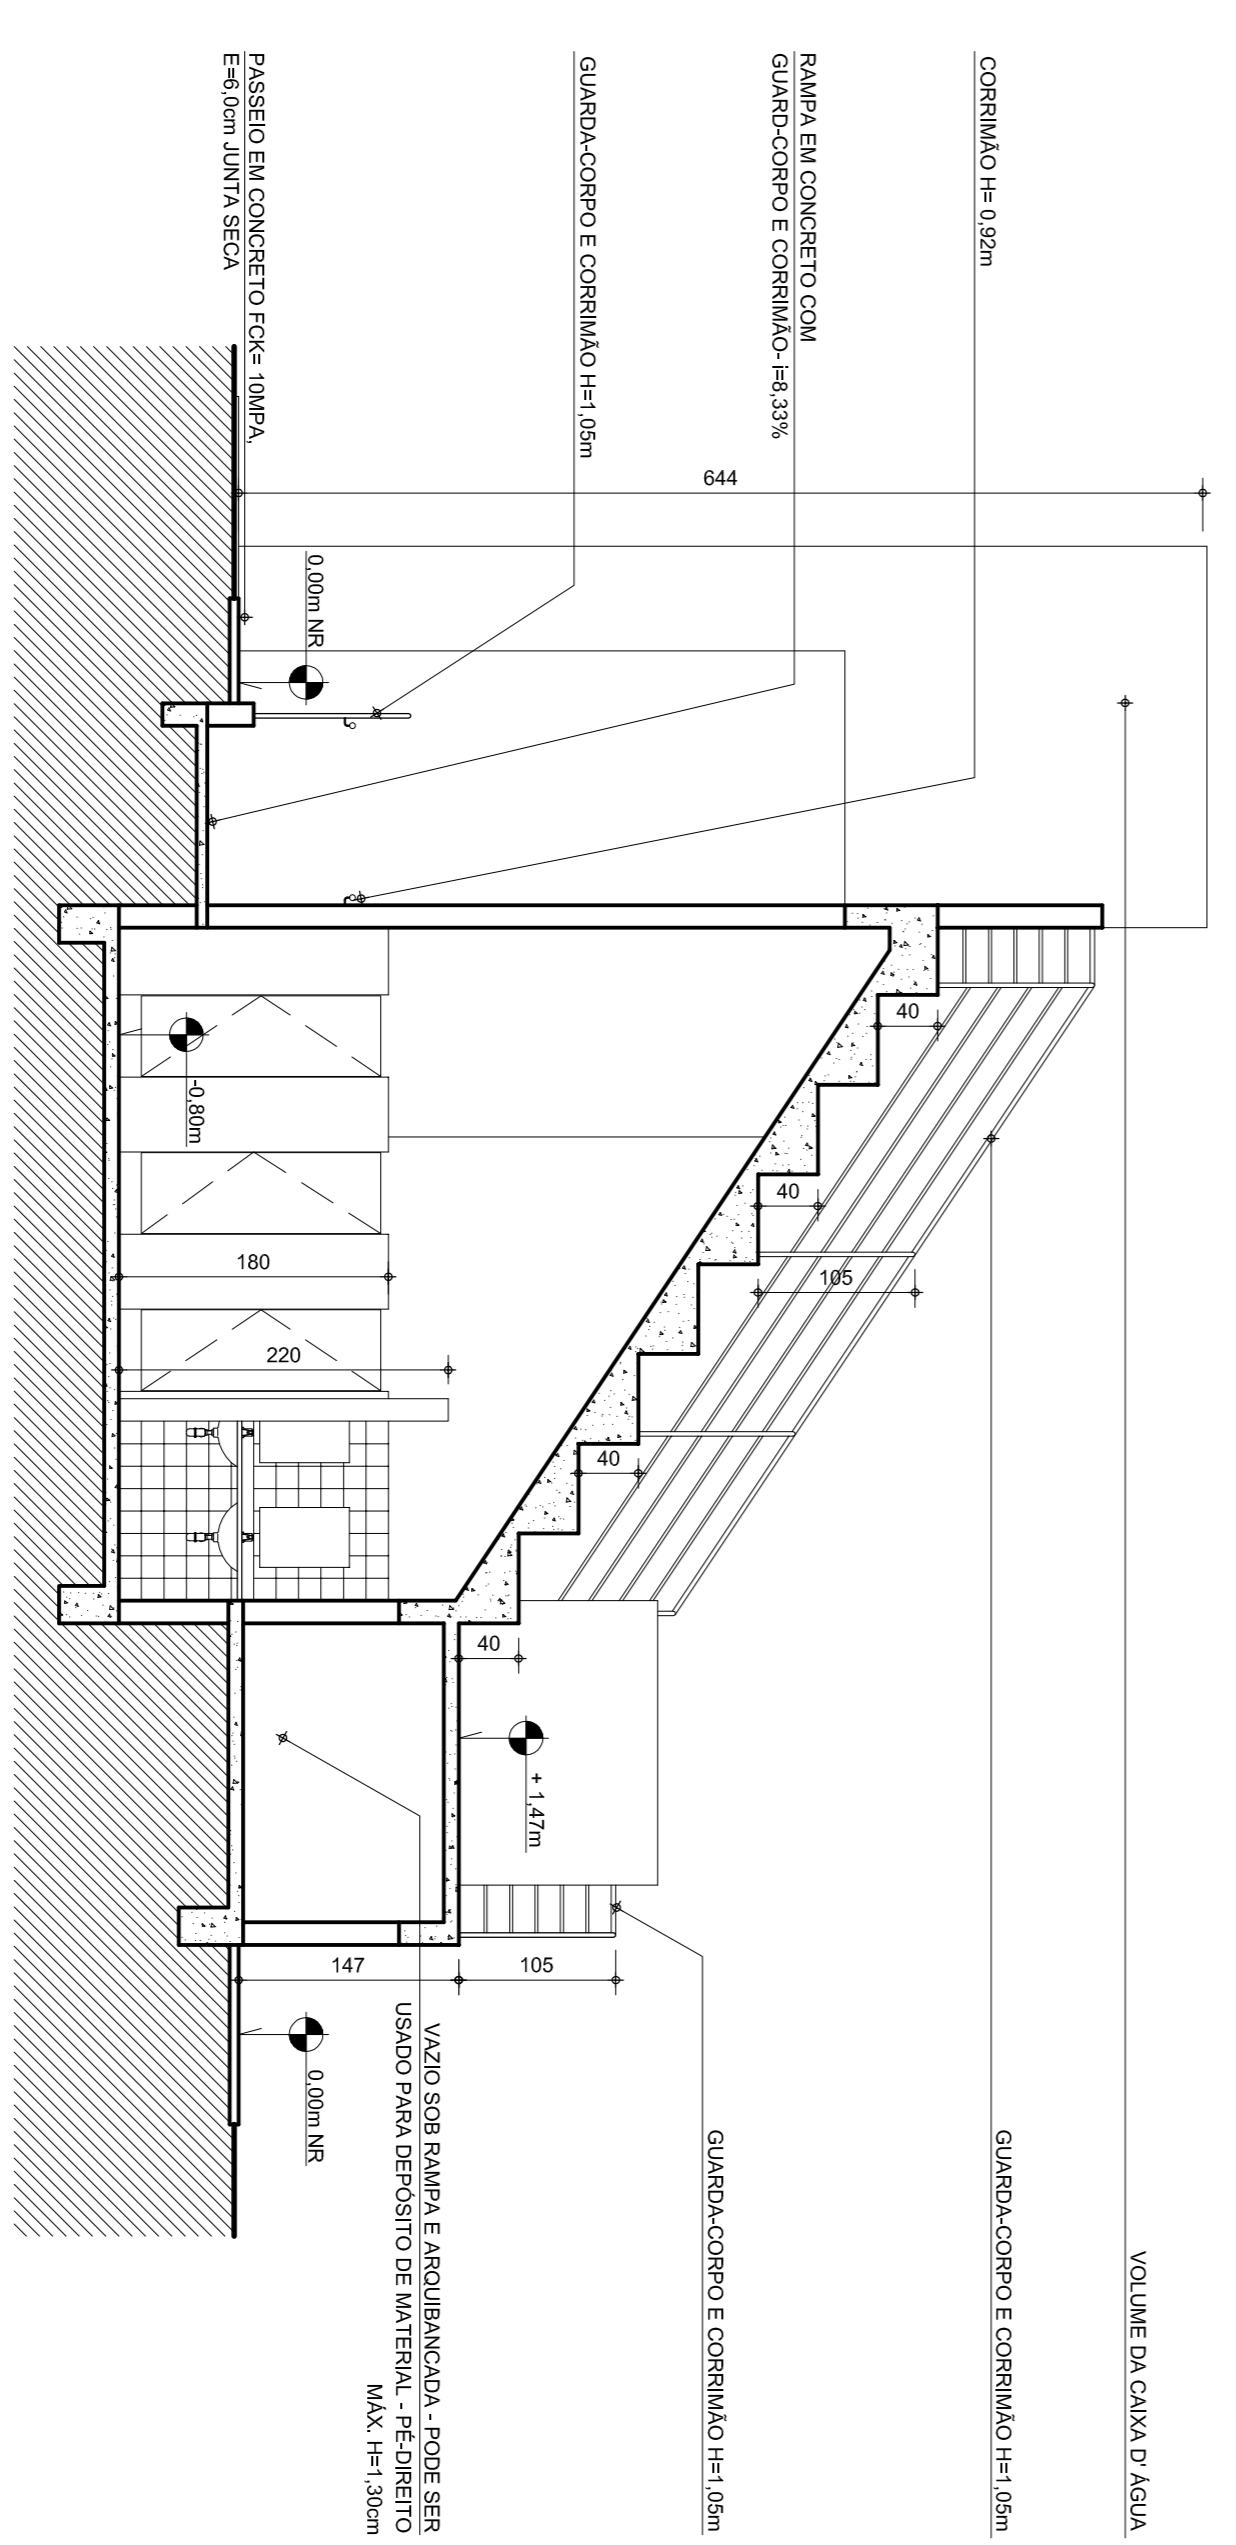 VOLUME DA CAIXA D' ÁGUA
CORRIMÃO H= 0,92m
GUARDA-CORPO E CORRIMÃO H=1,05m
RAMPA EM CONCRETO COM
GUARD-CORPO E CORRIMÃO- i=8,33%
GUARDA-CORPO E CORRIMÃO H=1,05m
GUARDA-CORPO E CORRIMÃO H=1,05m
VAZIO SOB RAMPA E ARQUIBANCADA - PODE SER
USADO PARA DEPÓSITO DE MATERIAL - PÉ-DIREITO
MÁX. H=1,30cm
PASSEIO EM CONCRETO FCK= 10MPA,
E=6,0cm JUNTA SECA
644
40
40
105
40
40
+ 1,47m
105
147
220
180
0,00m NR
0,00m NR
-0,80m